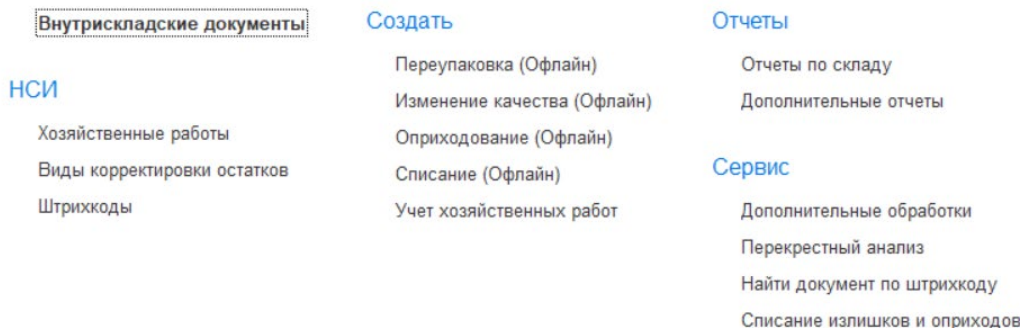 Внутрискладские документы
НСИ
Хозяйственные работы
Виды корректировки остатков
Штрихкоды
Создать
Переупаковка (Офлайн)
Изменение качества (Офлайн)
Оприходование (Офлайн)
Списание (Офлайн)
Учет хозяйственных работ
Отчеты
Отчеты по складу
Дополнительные отчеты
Сервис
Дополнительные обработки
Перекрестный анализ
Найти документ по штрихкоду
Списание излишков и оприходов